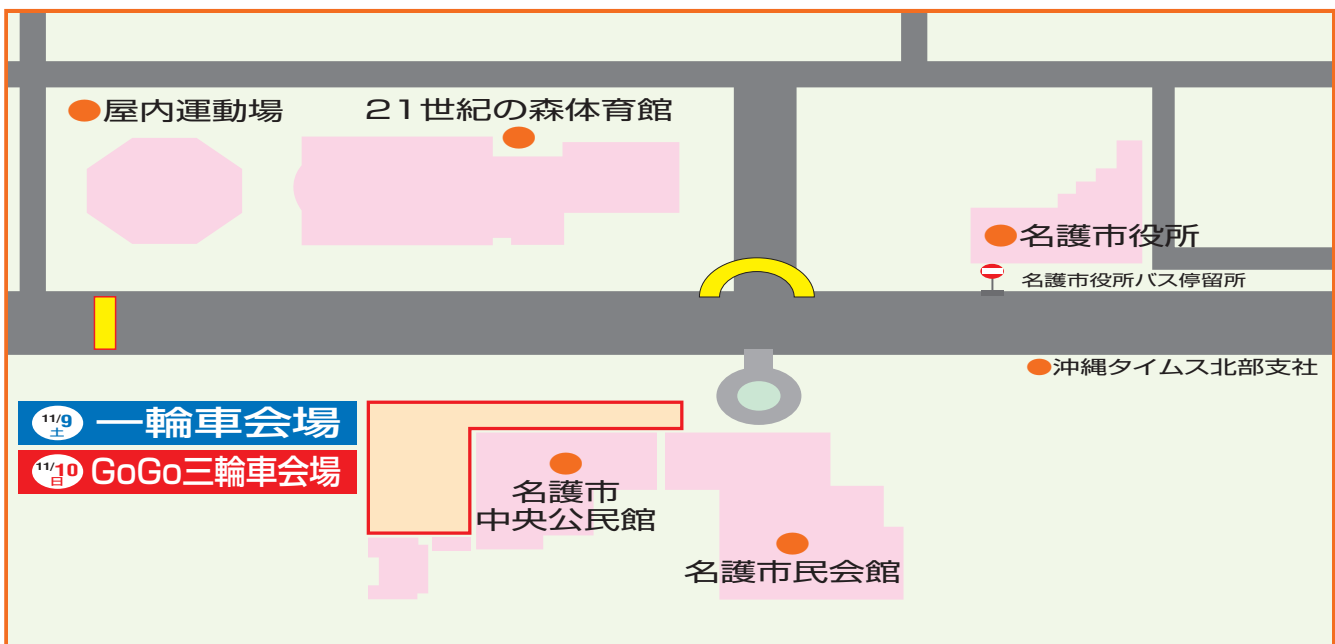 屋内運動場
21世紀の森体育館
名護市役所
名護市役所バス停留所
沖縄タイムス北部支社
11/9
土
一輪車会場
11/10
日
GoGo三輪車会場
名護市
中央公民館
名護市民会館